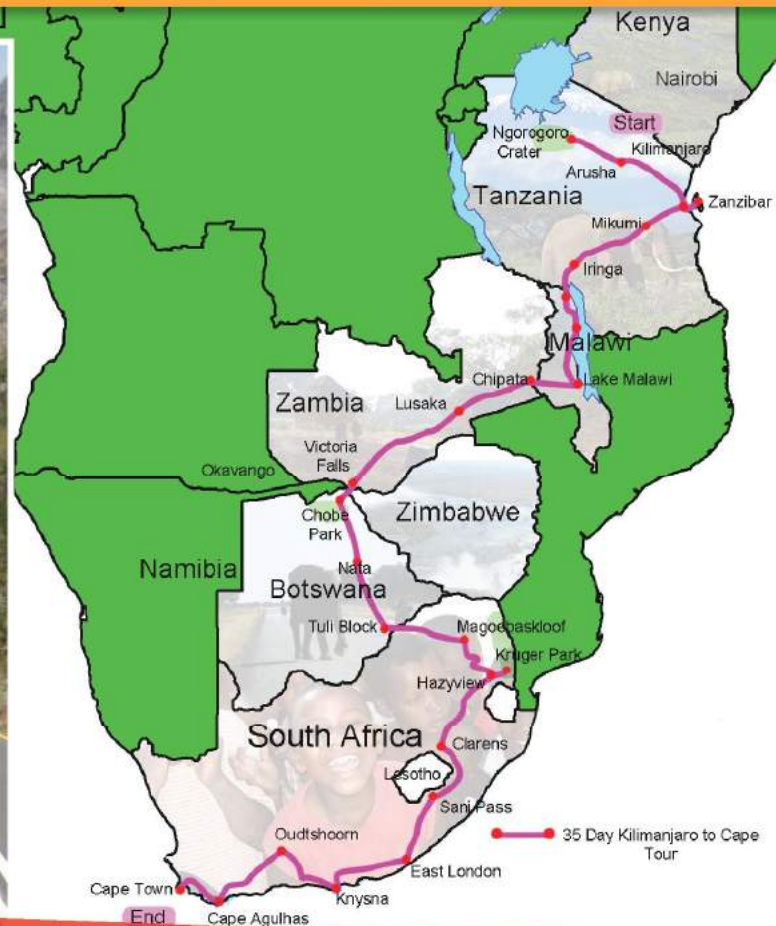 Kenya
Nairobi
Start
Ngorogoro
Crater
Kilimanjaro
Arusha
Tanzania
Zanzibar
Mikumi
Iringa
Malawi
Lake Malawi
Chipata
Zambia
Lusaka
Victoria
Falls
Okavango
Chobe
Park
Zimbabwe
Namibia
Nata
Botswana
Tuli Block
Magoebaskloof
Kruger Park
Hazyview
South Africa
Clarens
Lesotho
Sani Pass
35 Day Kilimanjaro to Cape
Tour
Oudtshoorn
East London
Cape Town
Knysna
End
Cape Agulhas